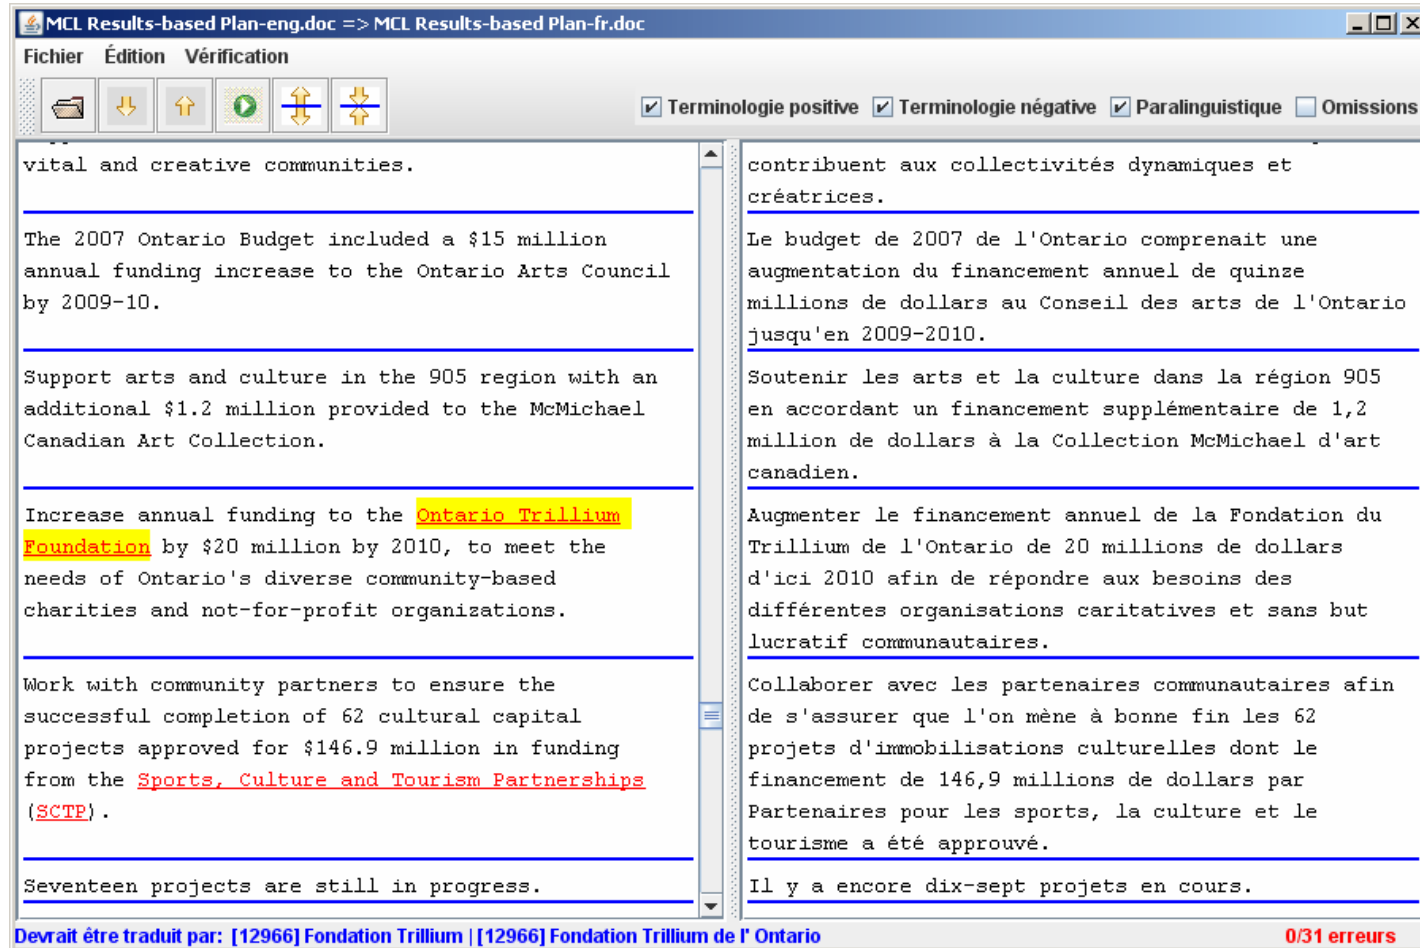 MCL Results-based Plan-eng.doc => MCL Results-based Plan-fr.doc
Fichier Édition Vérification
Terminologie positive Terminologie négative Paralinguistique Omissions
vital and creative communities.
The 2007 Ontario Budget included a $15 million
annual funding increase to the Ontario Arts Council
by 2009-10.
Support arts and culture in the 905 region with an
additional $1.2 million provided to the McMichael
Canadian Art Collection.
Increase annual funding to the Ontario Trillium
Foundation by $20 million by 2010, to meet the
needs of Ontario's diverse community-based
charities and not-for-profit organizations.
Work with community partners to ensure the
successful completion of 62 cultural capital
projects approved for $146.9 million in funding
from the Sports, Culture and Tourism Partnerships
(SCTP).
Seventeen projects are still in progress.
contribuent aux collectivités dynamiques et
créatrices.
Le budget de 2007 de l'Ontario comprenait une
augmentation du financement annuel de quinze
millions de dollars au Conseil des arts de l'Ontario
jusqu'en 2009-2010.
Soutenir les arts et la culture dans la région 905
en accordant un financement supplémentaire de 1,2
million de dollars à la Collection McMichael d'art
canadien.
Augmenter le financement annuel de la Fondation du
Trillium de l'Ontario de 20 millions de dollars
d'ici 2010 afin de répondre aux besoins des
différentes organisations caritatives et sans but
lucratif communautaires.
Collaborer avec les partenaires communautaires afin
de s'assurer que l'on mène à bonne fin les 62
projets d'immobilisations culturelles dont le
financement de 146,9 millions de dollars par
Partenaires pour les sports, la culture et le
tourisme a été approuvé.
Il y a encore dix-sept projets en cours.
Devrait être traduit par: [12966] Fondation Trillium | [12966] Fondation Trillium de l' Ontario
0/31 erreurs